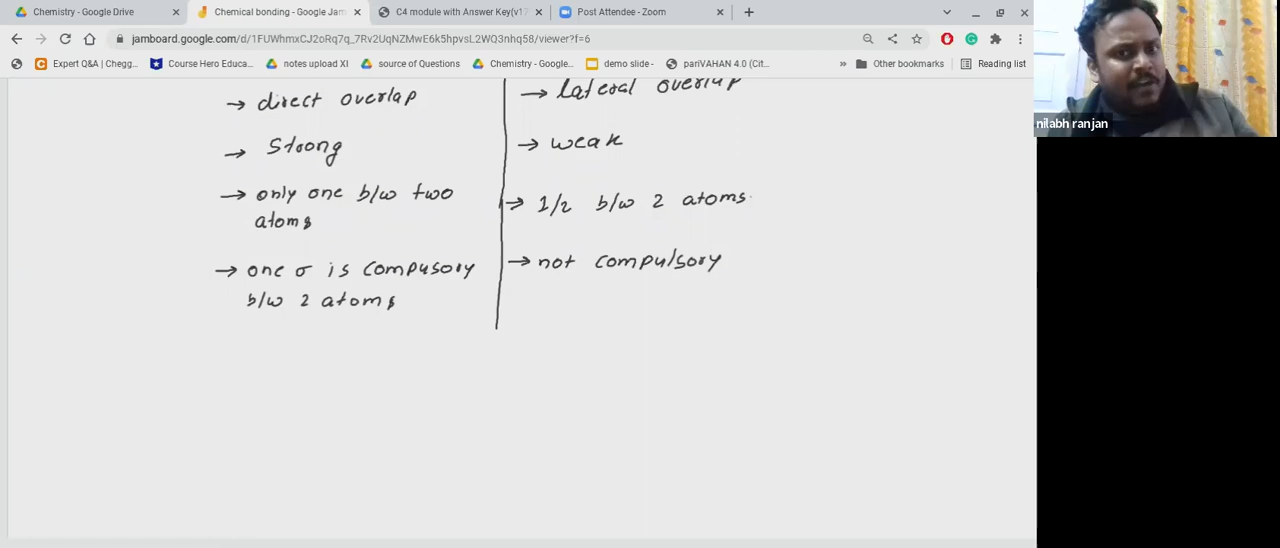 Chemistry - Google Drive
Chemical bonding - Google Jam
C4 module with Answer Key(v17
Post Attendee - Zoom
jamboard.google.com/d/1FUWhmxCJ2oRq7q_7Rv2UqNZMwE6k5hpvsL2WQ3nhq58/viewer?f=6
Expert Q&A | Chegg...
Course Hero Educa...
notes upload XI
source of Questions
Chemistry - Google...
demo slide -
pariVAHAN 4.0 (Cit...
»
Other bookmarks
Reading list
nilabh ranjan
→ direct overlap
→ Strong
→ only one b/w two
atoms
→ one σ is compusory
b/w 2 atoms
→ lateral overlap
→ weak
→ 1/2 b/w 2 atoms
→ not compulsory